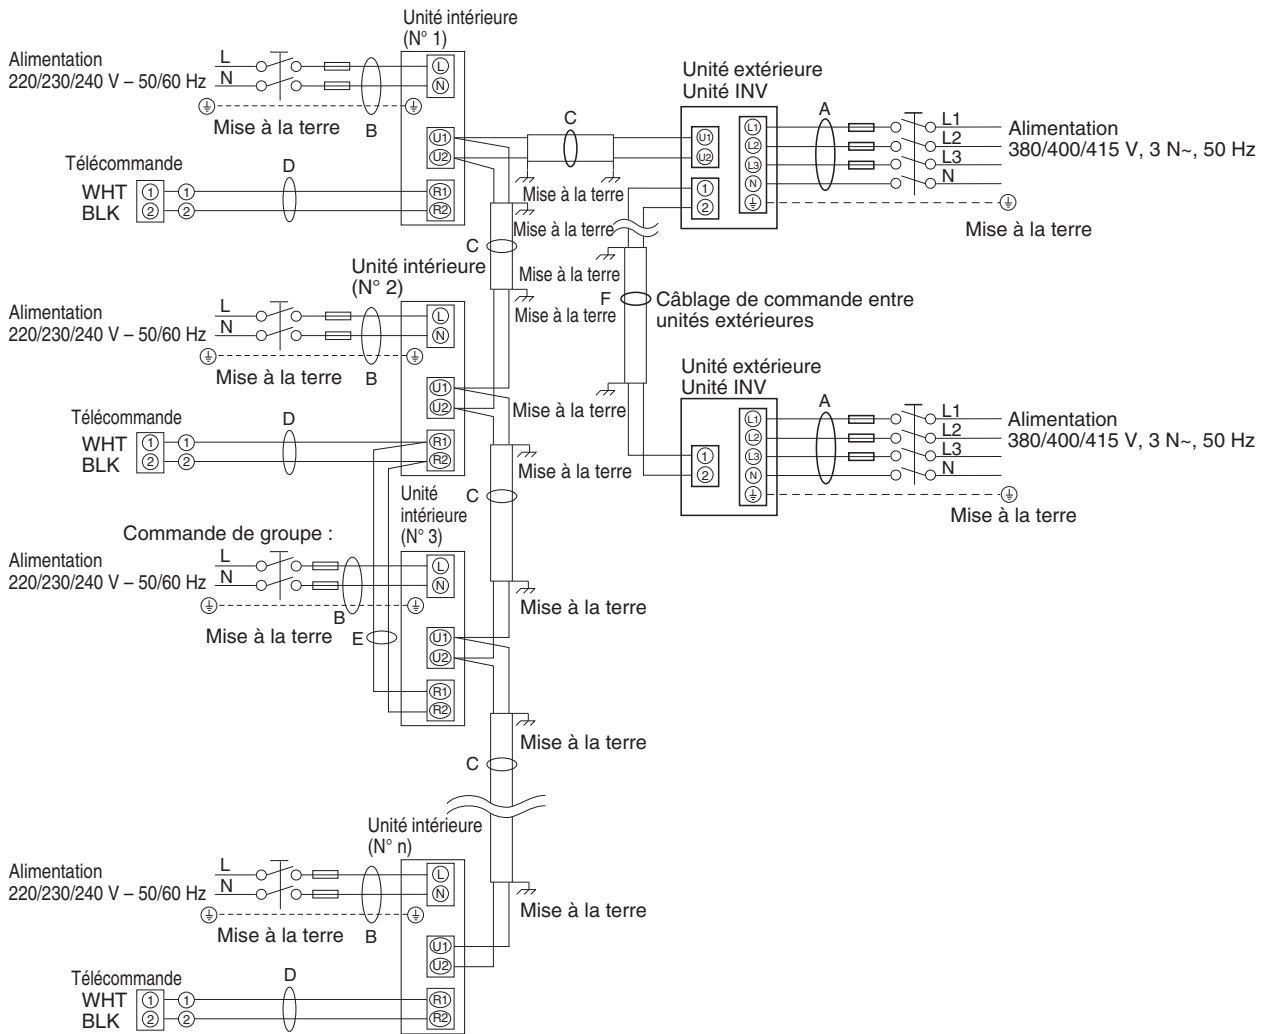 Unité intérieure
(N° 1)
Alimentation
220/230/240 V – 50/60 Hz
L
N
L
N
Mise à la terre
B
U1
U2
Télécommande
WHT
BLK
1
2
1
2
D
R1
R2
C
Mise à la terre
Mise à la terre
C
Mise à la terre
Mise à la terre
Unité extérieure
Unité INV
U1
U2
1
2
L1
L2
L3
N
A
L1
L2
L3
N
Alimentation
380/400/415 V, 3 N~, 50 Hz
Mise à la terre
Unité intérieure
(N° 2)
Alimentation
220/230/240 V – 50/60 Hz
L
N
L
N
Mise à la terre
B
U1
U2
Télécommande
WHT
BLK
1
2
1
2
D
R1
R2
F
Câblage de commande entre
unités extérieures
Mise à la terre
Unité extérieure
Unité INV
1
2
L1
L2
L3
N
A
L1
L2
L3
N
Alimentation
380/400/415 V, 3 N~, 50 Hz
Mise à la terre
Mise à la terre
C
Unité
intérieure
(N° 3)
Commande de groupe :
Alimentation
220/230/240 V – 50/60 Hz
L
N
L
N
B
Mise à la terre
E
U1
U2
R1
R2
Mise à la terre
Mise à la terre
C
Unité intérieure
(N° n)
Alimentation
220/230/240 V – 50/60 Hz
L
N
L
N
Mise à la terre
B
Mise à la terre
U1
U2
Télécommande
WHT
BLK
1
2
1
2
D
R1
R2